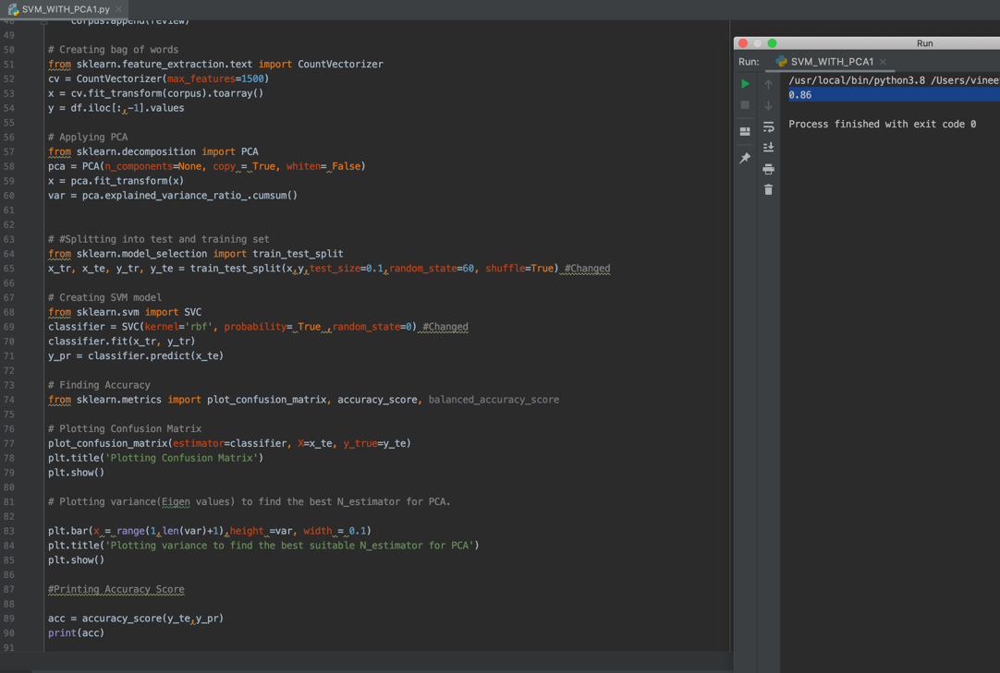 SVM_WITH_PCA1.py
48 corpus.append(review)
49
50 # Creating bag of words
51 from sklearn.feature_extraction.text import CountVectorizer
52 cv = CountVectorizer(max_features=1500)
53 x = cv.fit_transform(corpus).toarray()
54 y = df.iloc[:,-1].values
55
56 # Applying PCA
57 from sklearn.decomposition import PCA
58 pca = PCA(n_components=None, copy = True, whiten= False)
59 x = pca.fit_transform(x)
60 var = pca.explained_variance_ratio_.cumsum()
61
62
63 # #Splitting into test and training set
64 from sklearn.model_selection import train_test_split
65 x_tr, x_te, y_tr, y_te = train_test_split(x,y,test_size=0.1,random_state=60, shuffle=True) #Changed
66
67 # Creating SVM model
68 from sklearn.svm import SVC
69 classifier = SVC(kernel='rbf', probability= True ,random_state=0) #Changed
70 classifier.fit(x_tr, y_tr)
71 y_pr = classifier.predict(x_te)
72
73 # Finding Accuracy
74 from sklearn.metrics import plot_confusion_matrix, accuracy_score, balanced_accuracy_score
75
76 # Plotting Confusion Matrix
77 plot_confusion_matrix(estimator=classifier, X=x_te, y_true=y_te)
78 plt.title('Plotting Confusion Matrix')
79 plt.show()
80
81 # Plotting variance(Eigen values) to find the best N_estimator for PCA.
82
83 plt.bar(x = range(1,len(var)+1),height =var, width = 0.1)
84 plt.title('Plotting variance to find the best suitable N_estimator for PCA')
85 plt.show()
86
87 #Printing Accuracy Score
88
89 acc = accuracy_score(y_te,y_pr)
90 print(acc)
91
Run
Run: SVM_WITH_PCA1
/usr/local/bin/python3.8 /Users/vinee
0.86
Process finished with exit code 0